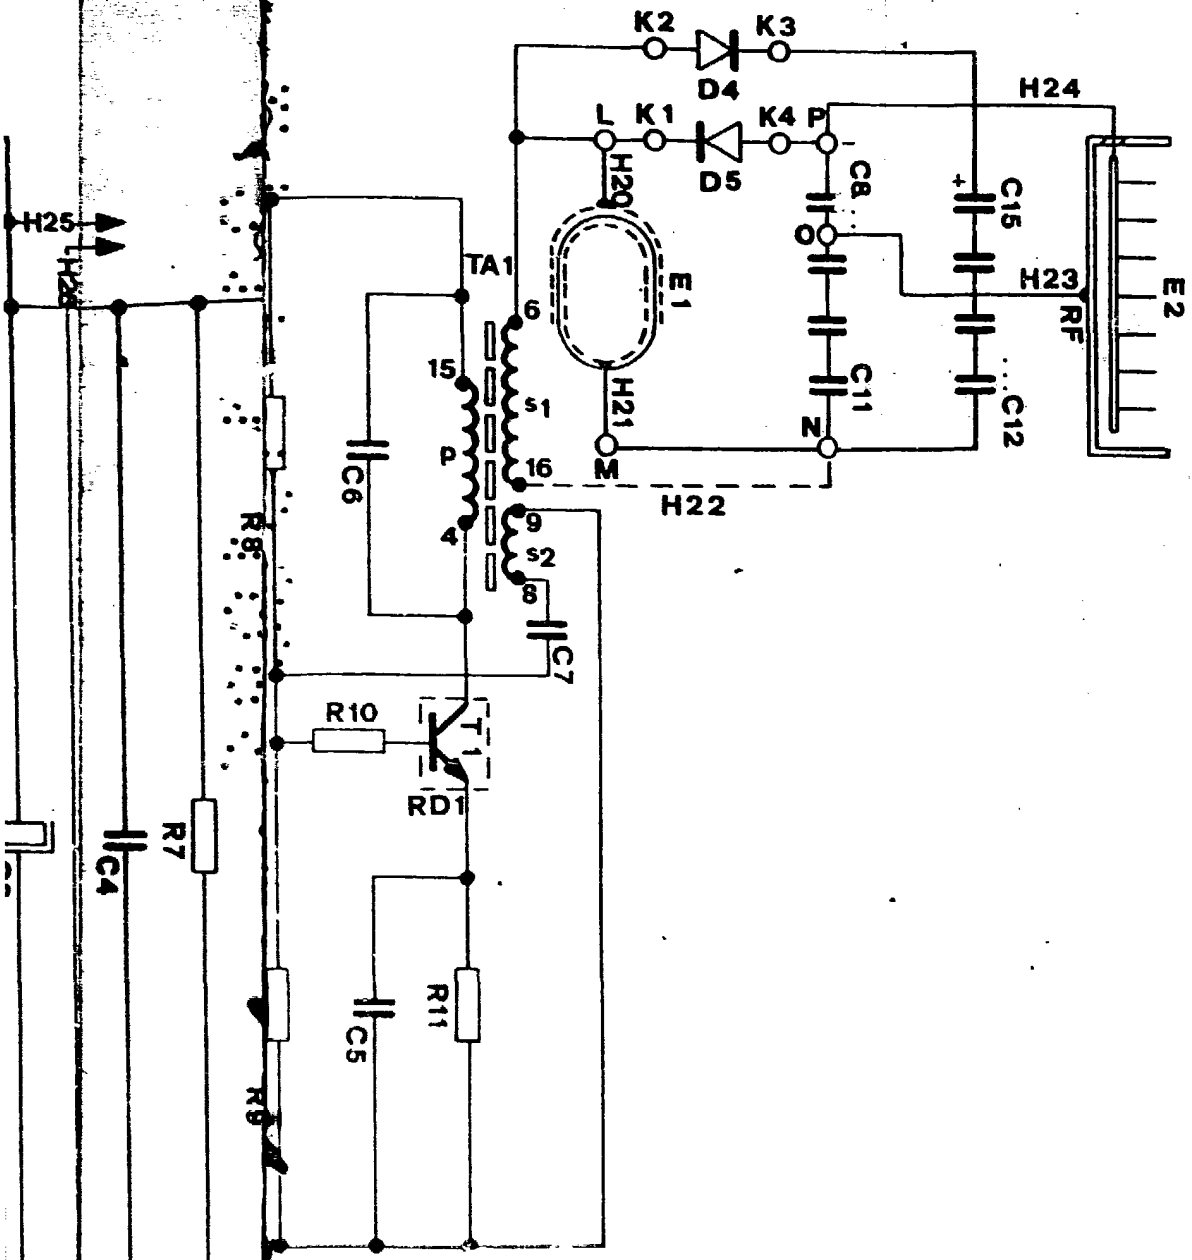 K2
K3
D4
H24
L
K1
K4
P
-
D5
H20
C8
+
C15
H25
O
TA1
E1
H23
RF
E2
6
15
s1
H21
C11
C12
N
P
16
M
H22
C6
4
9
s2
R8
8
C7
R10
T1
RD1
R7
C4
R11
C5
R9